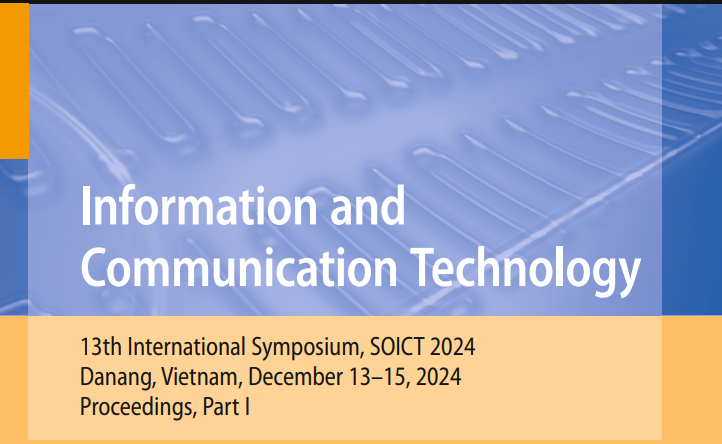 Information and
Communication Technology
13th International Symposium, SOICT 2024
Danang, Vietnam, December 13–15, 2024
Proceedings, Part I